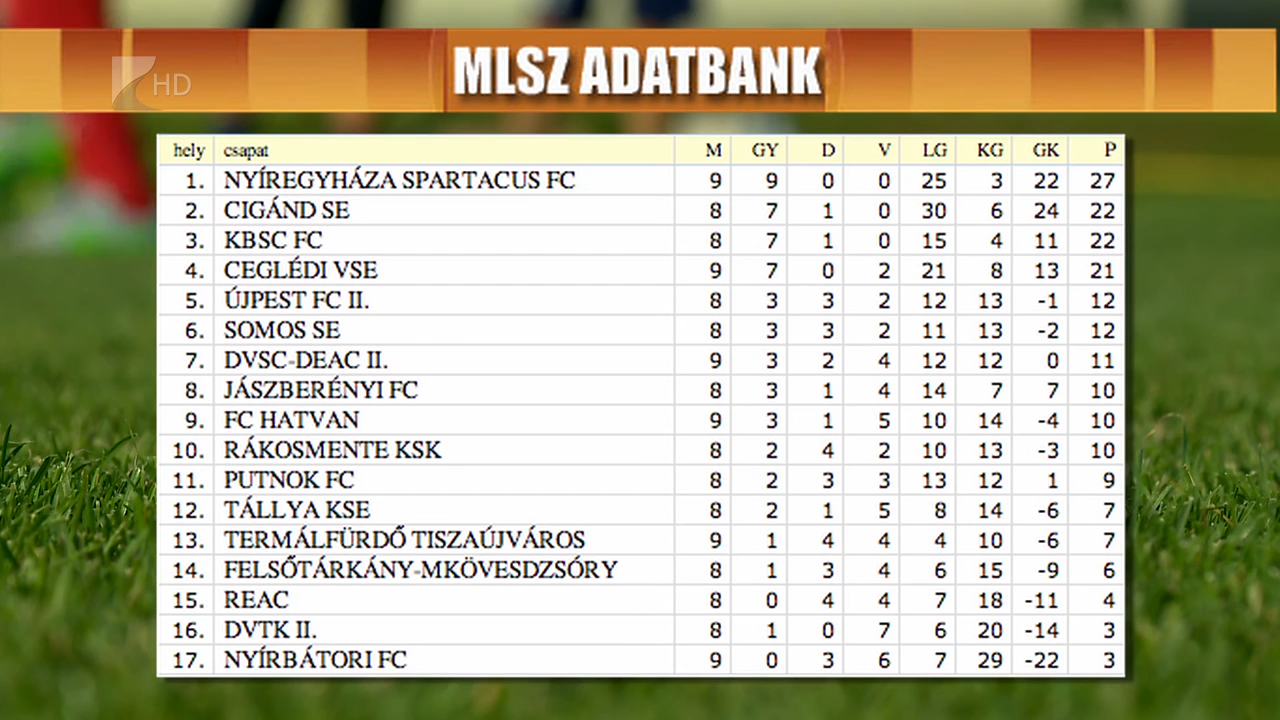 MLSZ ADATBANK
HD
hely csapat M GY D V LG KG GK P
1. NYÍREGYHÁZA SPARTACUS FC 9 9 0 0 25 3 22 27
2. CIGÁND SE 8 7 1 0 30 6 24 22
3. KBSC FC 8 7 1 0 15 4 11 22
4. CEGLÉDI VSE 9 7 0 2 21 8 13 21
5. ÚJPEST FC II. 8 3 3 2 12 13 -1 12
6. SOMOS SE 8 3 3 2 11 13 -2 12
7. DVSC-DEAC II. 9 3 2 4 12 12 0 11
8. JÁSZBERÉNYI FC 8 3 1 4 14 7 7 10
9. FC HATVAN 9 3 1 5 10 14 -4 10
10. RÁKOSMENTE KSK 8 2 4 2 10 13 -3 10
11. PUTNOK FC 8 2 3 3 13 12 1 9
12. TÁLLYA KSE 8 2 1 5 8 14 -6 7
13. TERMÁLFÜRDŐ TISZAÚJVÁROS 9 1 4 4 4 10 -6 7
14. FELSŐTÁRKÁNY-MKÖVESDZSÓRY 8 1 3 4 6 15 -9 6
15. REAC 8 0 4 4 7 18 -11 4
16. DVTK II. 8 1 0 7 6 20 -14 3
17. NYÍRBÁTORI FC 9 0 3 6 7 29 -22 3